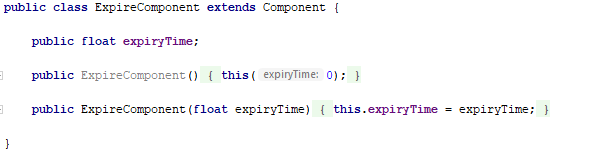 public class ExpireComponent extends Component {
public float expiryTime;
public ExpireComponent() { this( expiryTime: 0); }
public ExpireComponent(float expiryTime) { this.expiryTime = expiryTime; }
}